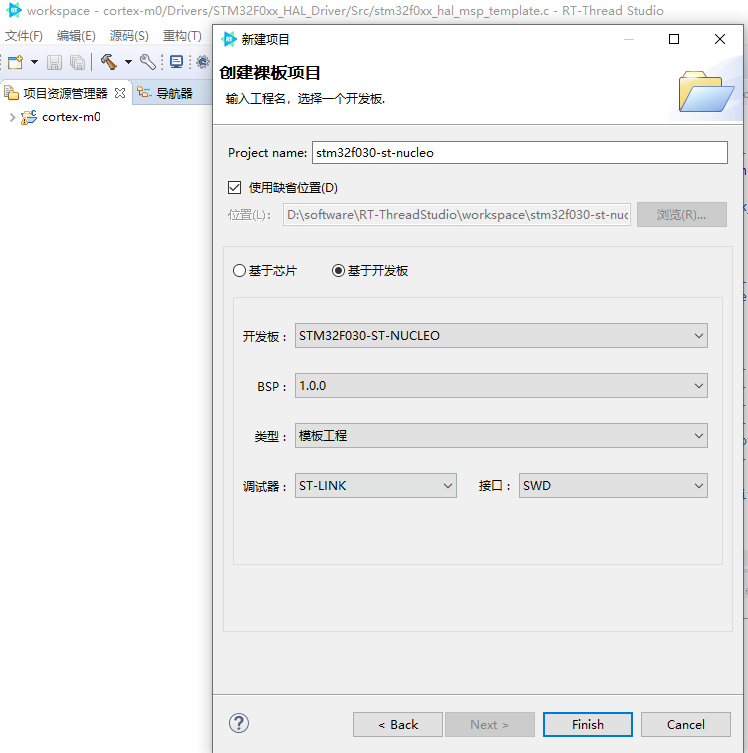 workspace - cortex-m0/Drivers/STM32F0xx_HAL_Driver/Src/stm32f0xx_hal_msp_template.c - RT-Thread Studio
文件(F) 编辑(E) 源码(S) 重构(T)
项目资源管理器 导航器
cortex-m0
新建项目
创建裸板项目
输入工程名，选择一个开发板.
Project name: stm32f030-st-nucleo
使用缺省位置(D)
位置(L)： D:\software\RT-ThreadStudio\workspace\stm32f030-st-nuc 浏览(R)...
基于芯片 基于开发板
开发板： STM32F030-ST-NUCLEO
BSP： 1.0.0
类型： 模板工程
调试器： ST-LINK 接口： SWD
< Back Next > Finish Cancel